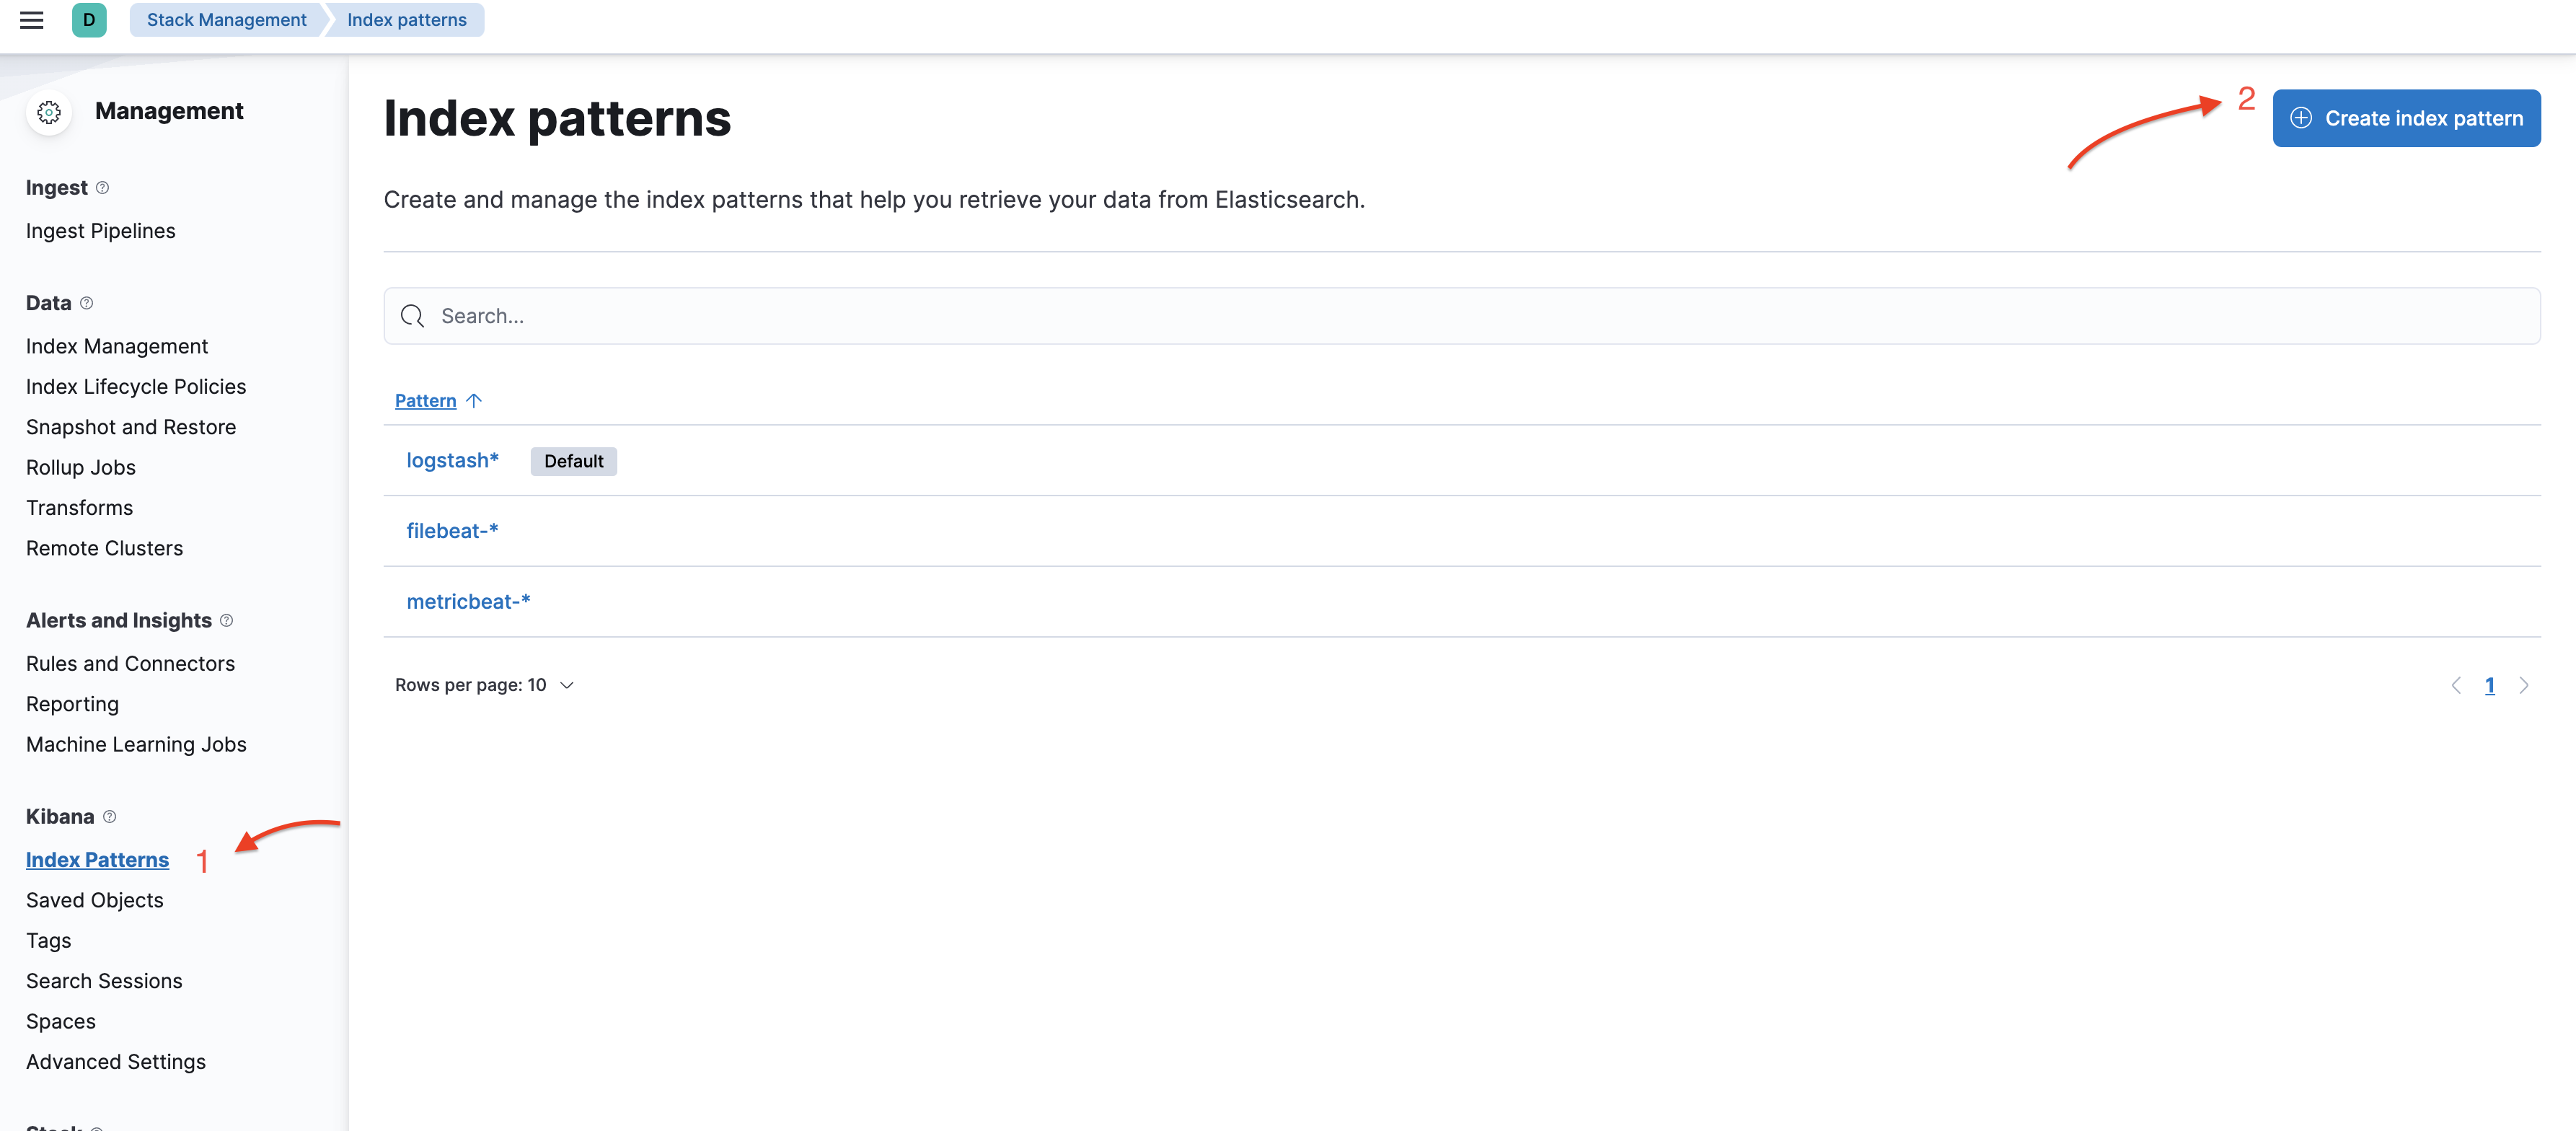 D
Stack Management
Index patterns
Management
Ingest
Ingest Pipelines
Data
Index Management
Index Lifecycle Policies
Snapshot and Restore
Rollup Jobs
Transforms
Remote Clusters
Alerts and Insights
Rules and Connectors
Reporting
Machine Learning Jobs
Kibana
Index Patterns 1
Saved Objects
Tags
Search Sessions
Spaces
Advanced Settings
Stack
Index patterns
2
Create index pattern
Create and manage the index patterns that help you retrieve your data from Elasticsearch.
Search...
Pattern
logstash* Default
filebeat-*
metricbeat-*
Rows per page: 10
1